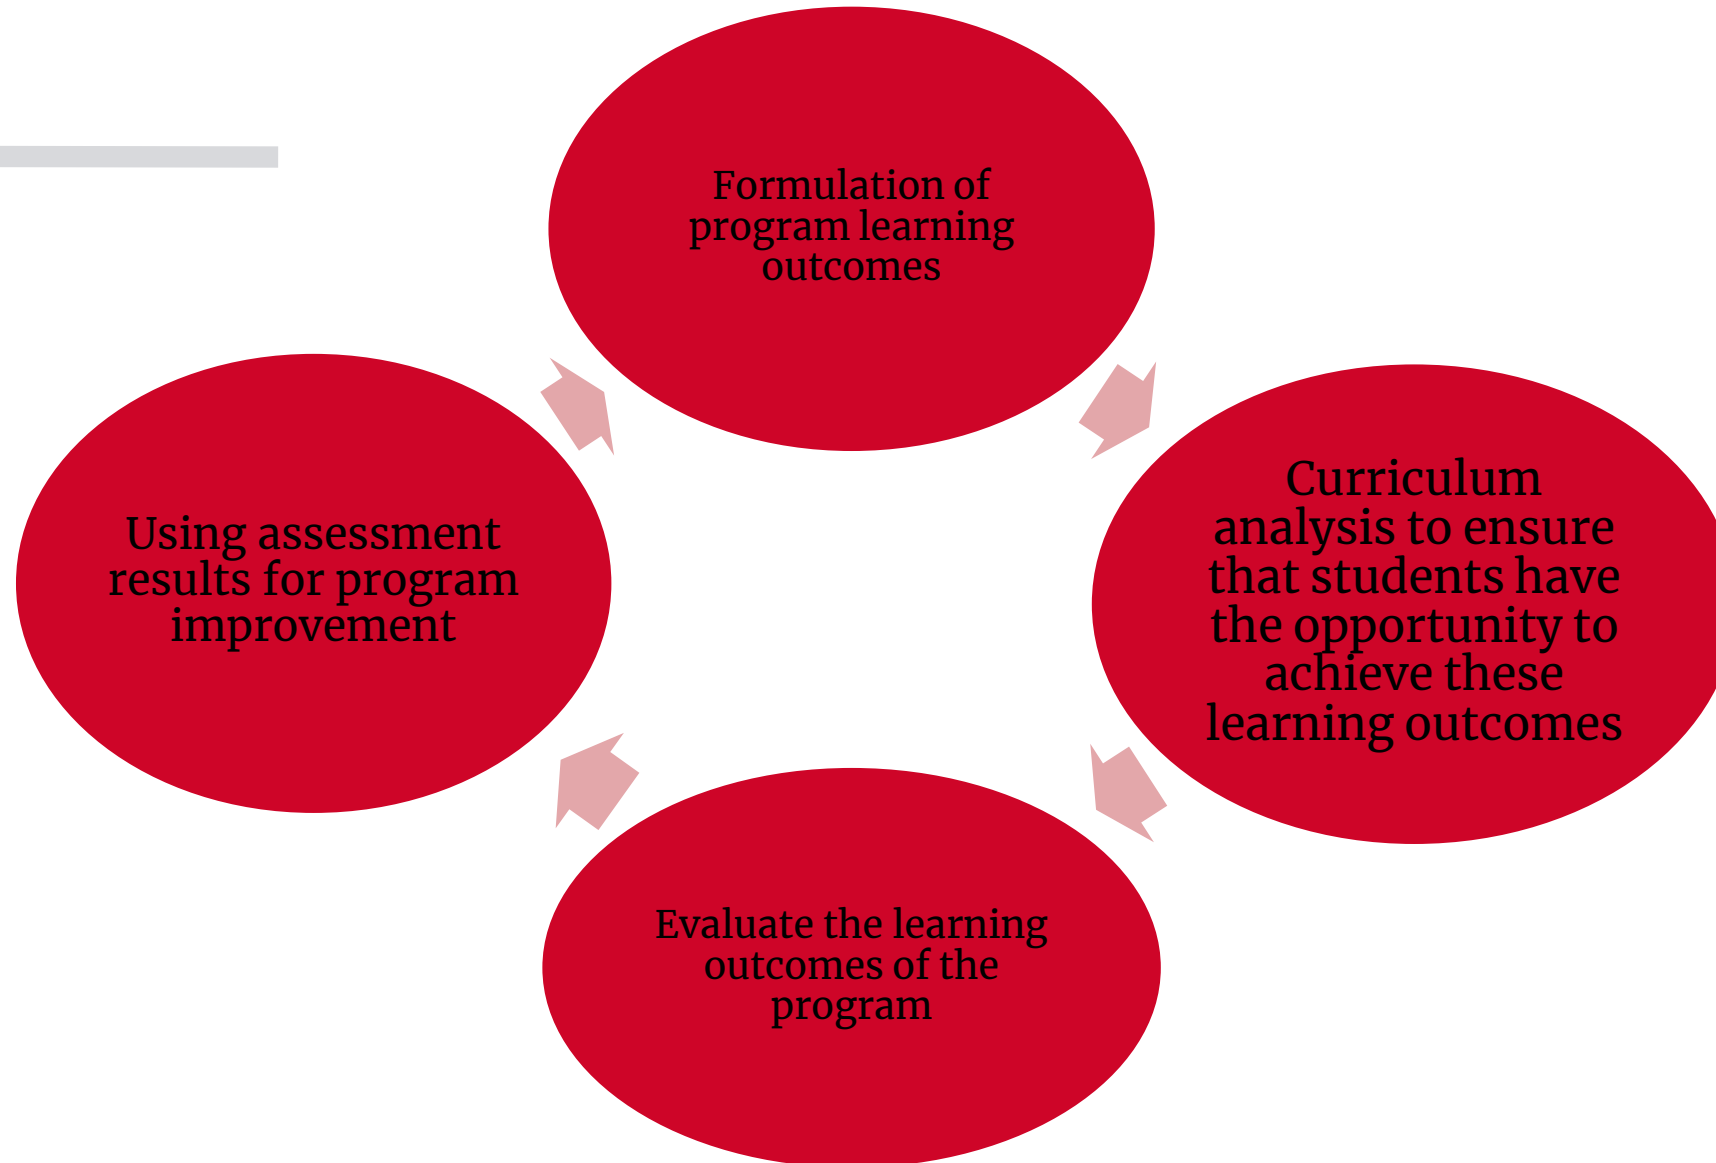 Formulation of
program learning
outcomes
Curriculum
analysis to ensure
that students have
the opportunity to
achieve these
learning outcomes
Evaluate the learning
outcomes of the
program
Using assessment
results for program
improvement